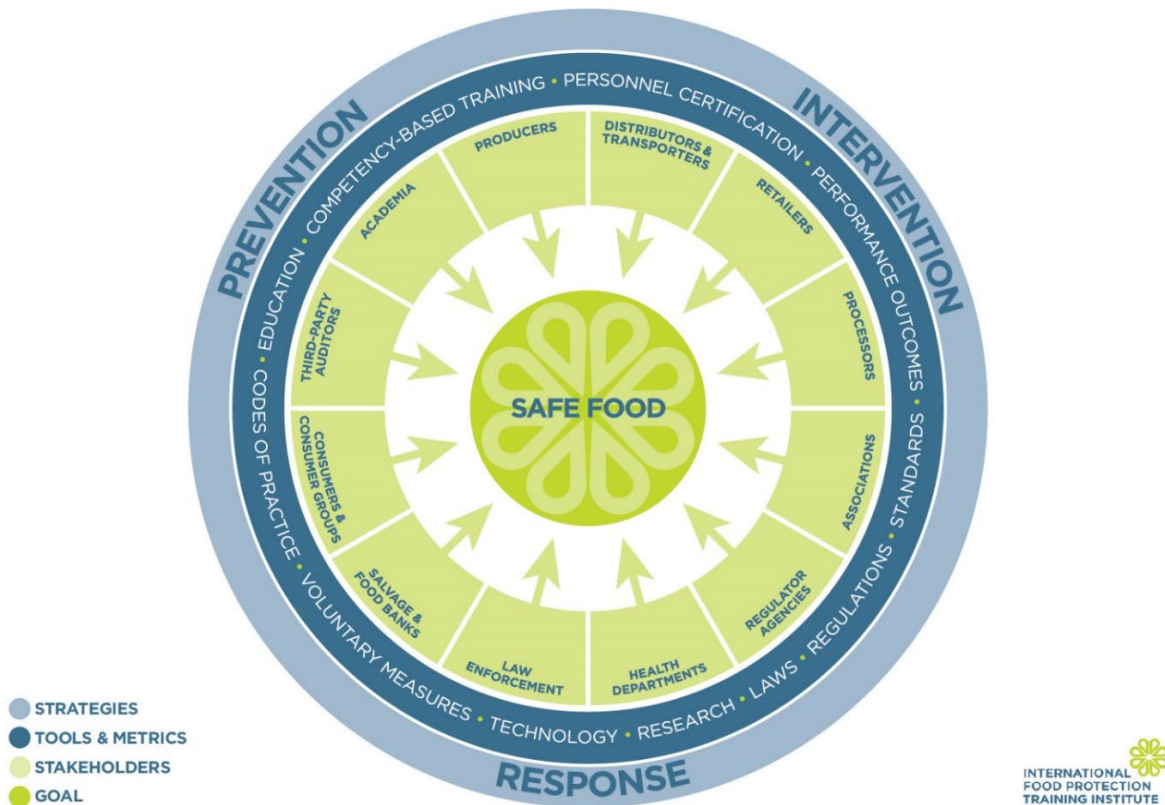 PREVENTION
INTERVENTION
RESPONSE
EDUCATION • COMPETENCY-BASED TRAINING • PERSONNEL CERTIFICATION • PERFORMANCE OUTCOMES • STANDARDS • REGULATIONS • LAWS • RESEARCH • TECHNOLOGY • VOLUNTARY MEASURES • CODES OF PRACTICE •
PRODUCERS
DISTRIBUTORS &
TRANSPORTERS
RETAILERS
PROCESSORS
ASSOCIATIONS
REGULATOR
AGENCIES
HEALTH
DEPARTMENTS
LAW
ENFORCEMENT
SALVAGE &
FOOD BANKS
CONSUMERS &
CONSUMER GROUPS
THIRD-PARTY
AUDITORS
ACADEMIA
SAFE FOOD
STRATEGIES
TOOLS & METRICS
STAKEHOLDERS
GOAL
INTERNATIONAL
FOOD PROTECTION
TRAINING INSTITUTE